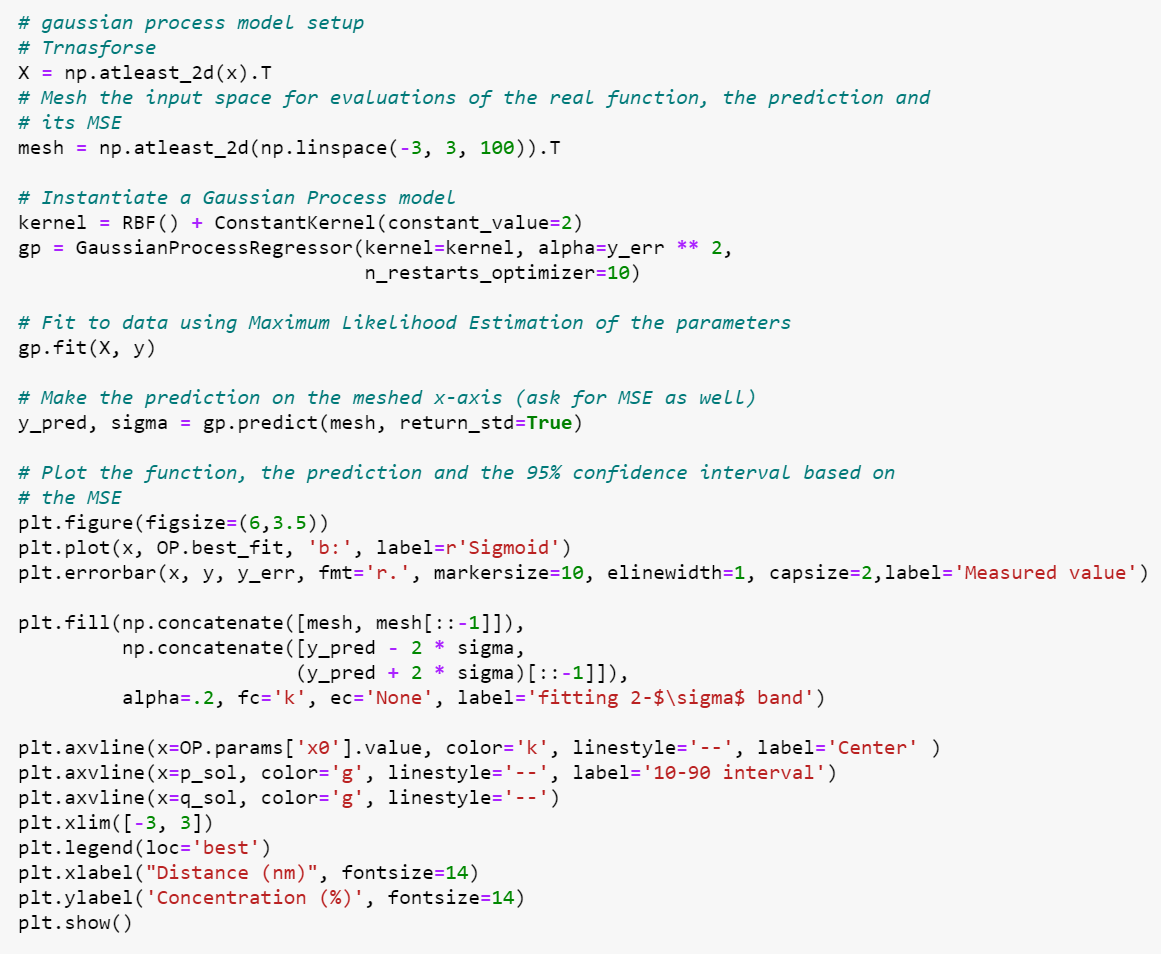 # gaussian process model setup
# Trnasforse
X = np.atleast_2d(x).T
# Mesh the input space for evaluations of the real function, the prediction and
# its MSE
mesh = np.atleast_2d(np.linspace(-3, 3, 100)).T
# Instantiate a Gaussian Process model
kernel = RBF() + ConstantKernel(constant_value=2)
gp = GaussianProcessRegressor(kernel=kernel, alpha=y_err ** 2,
n_restarts_optimizer=10)
# Fit to data using Maximum Likelihood Estimation of the parameters
gp.fit(X, y)
# Make the prediction on the meshed x-axis (ask for MSE as well)
y_pred, sigma = gp.predict(mesh, return_std=True)
# Plot the function, the prediction and the 95% confidence interval based on
# the MSE
plt.figure(figsize=(6,3.5))
plt.plot(x, OP.best_fit, 'b:', label=r'Sigmoid')
plt.errorbar(x, y, y_err, fmt='r.', markersize=10, elinewidth=1, capsize=2,label='Measured value')
plt.fill(np.concatenate([mesh, mesh[::-1]]),
np.concatenate([y_pred - 2 * sigma,
(y_pred + 2 * sigma)[::-1]]),
alpha=.2, fc='k', ec='None', label='fitting 2-$\sigma$ band')
plt.axvline(x=OP.params['x0'].value, color='k', linestyle='--', label='Center' )
plt.axvline(x=p_sol, color='g', linestyle='--', label='10-90 interval')
plt.axvline(x=q_sol, color='g', linestyle='--')
plt.xlim([-3, 3])
plt.legend(loc='best')
plt.xlabel("Distance (nm)", fontsize=14)
plt.ylabel('Concentration (%)', fontsize=14)
plt.show()